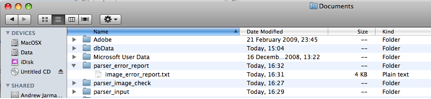 Documents
DEVICES
MacOSX
Data
iDisk
Untitled CD
SHARED
Andrew Jarma...
Name Date Modified Size Kind
Adobe 21 February 2009, 23:45 -- Folder
dbData Today, 15:04 -- Folder
Microsoft User Data 16 Decemb... 2008, 13:22 -- Folder
parser_error_report Today, 16:32 -- Folder
image_error_report.txt Today, 16:31 4 KB Plain text
parser_image_check Today, 16:27 -- Folder
parser_input Today, 16:29 -- Folder